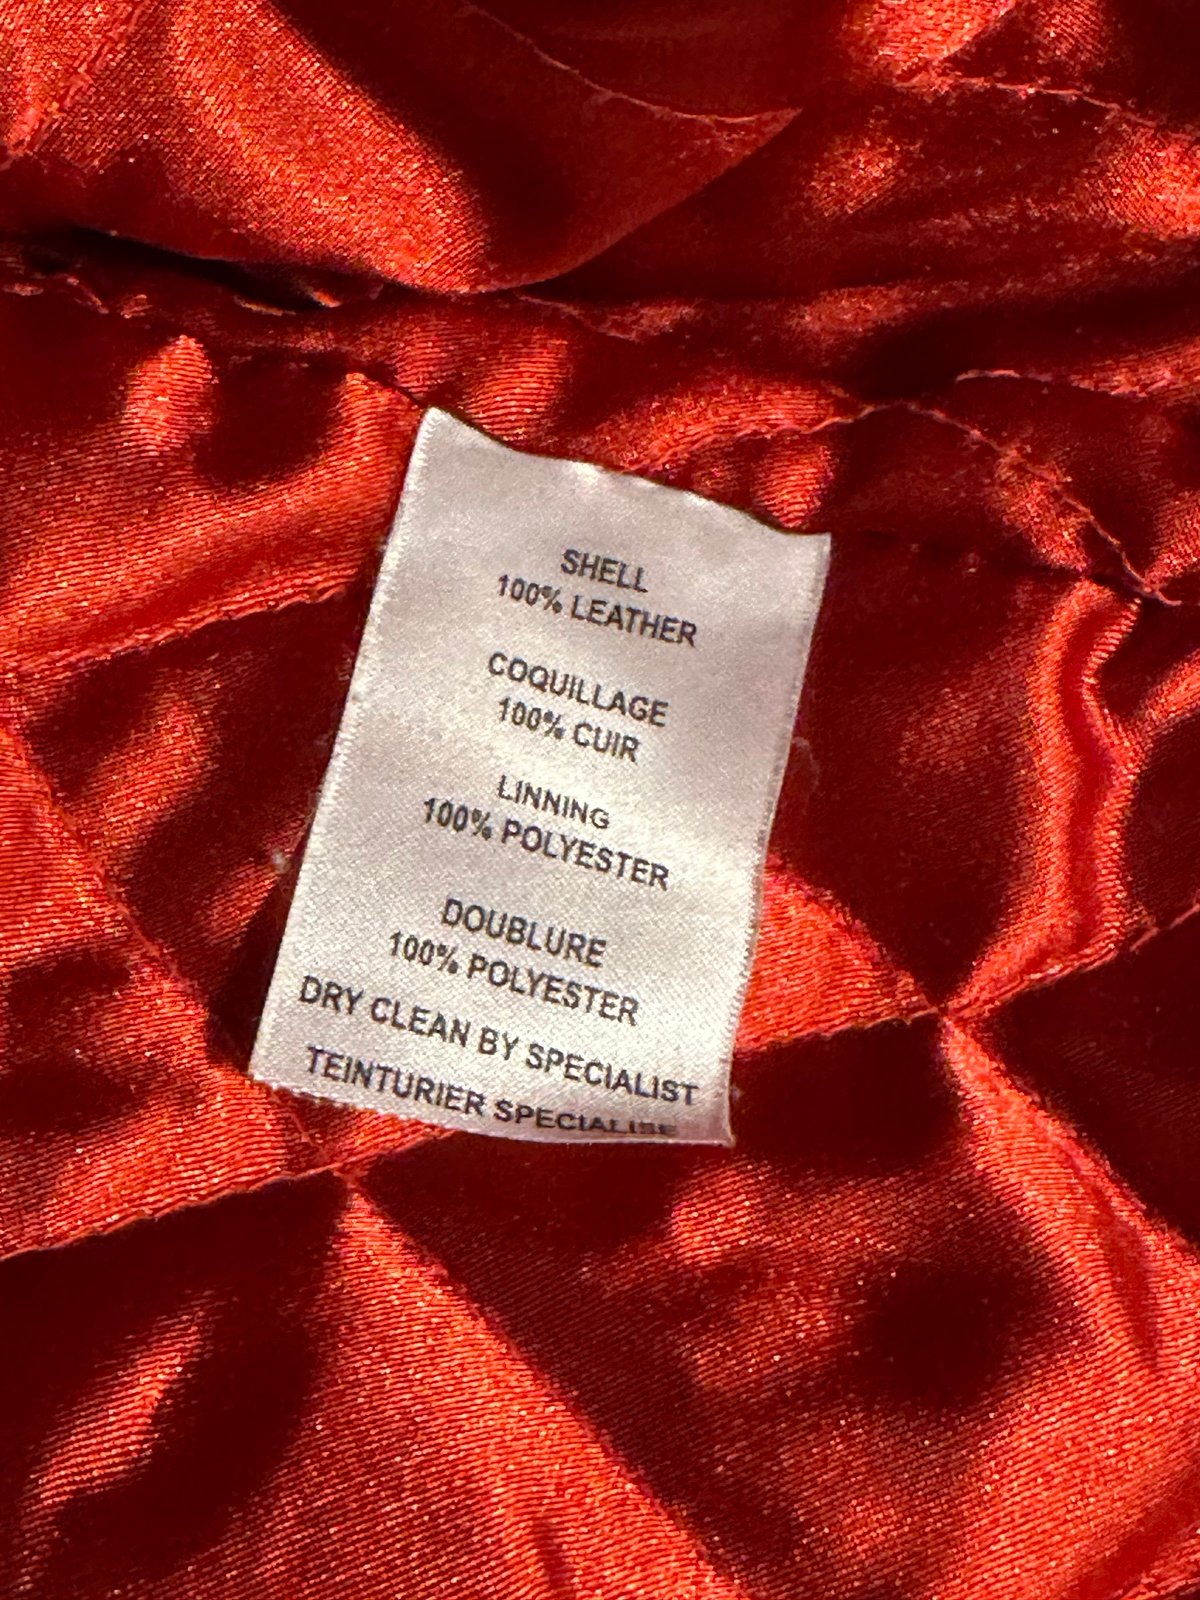 SHELL
100% LEATHER
COQUILLAGE
100% CUIR
LINNING
100% POLYESTER
DOUBLURE
100% POLYESTER
DRY CLEAN BY SPECIALIST
TEINTURIER SPECIALISE